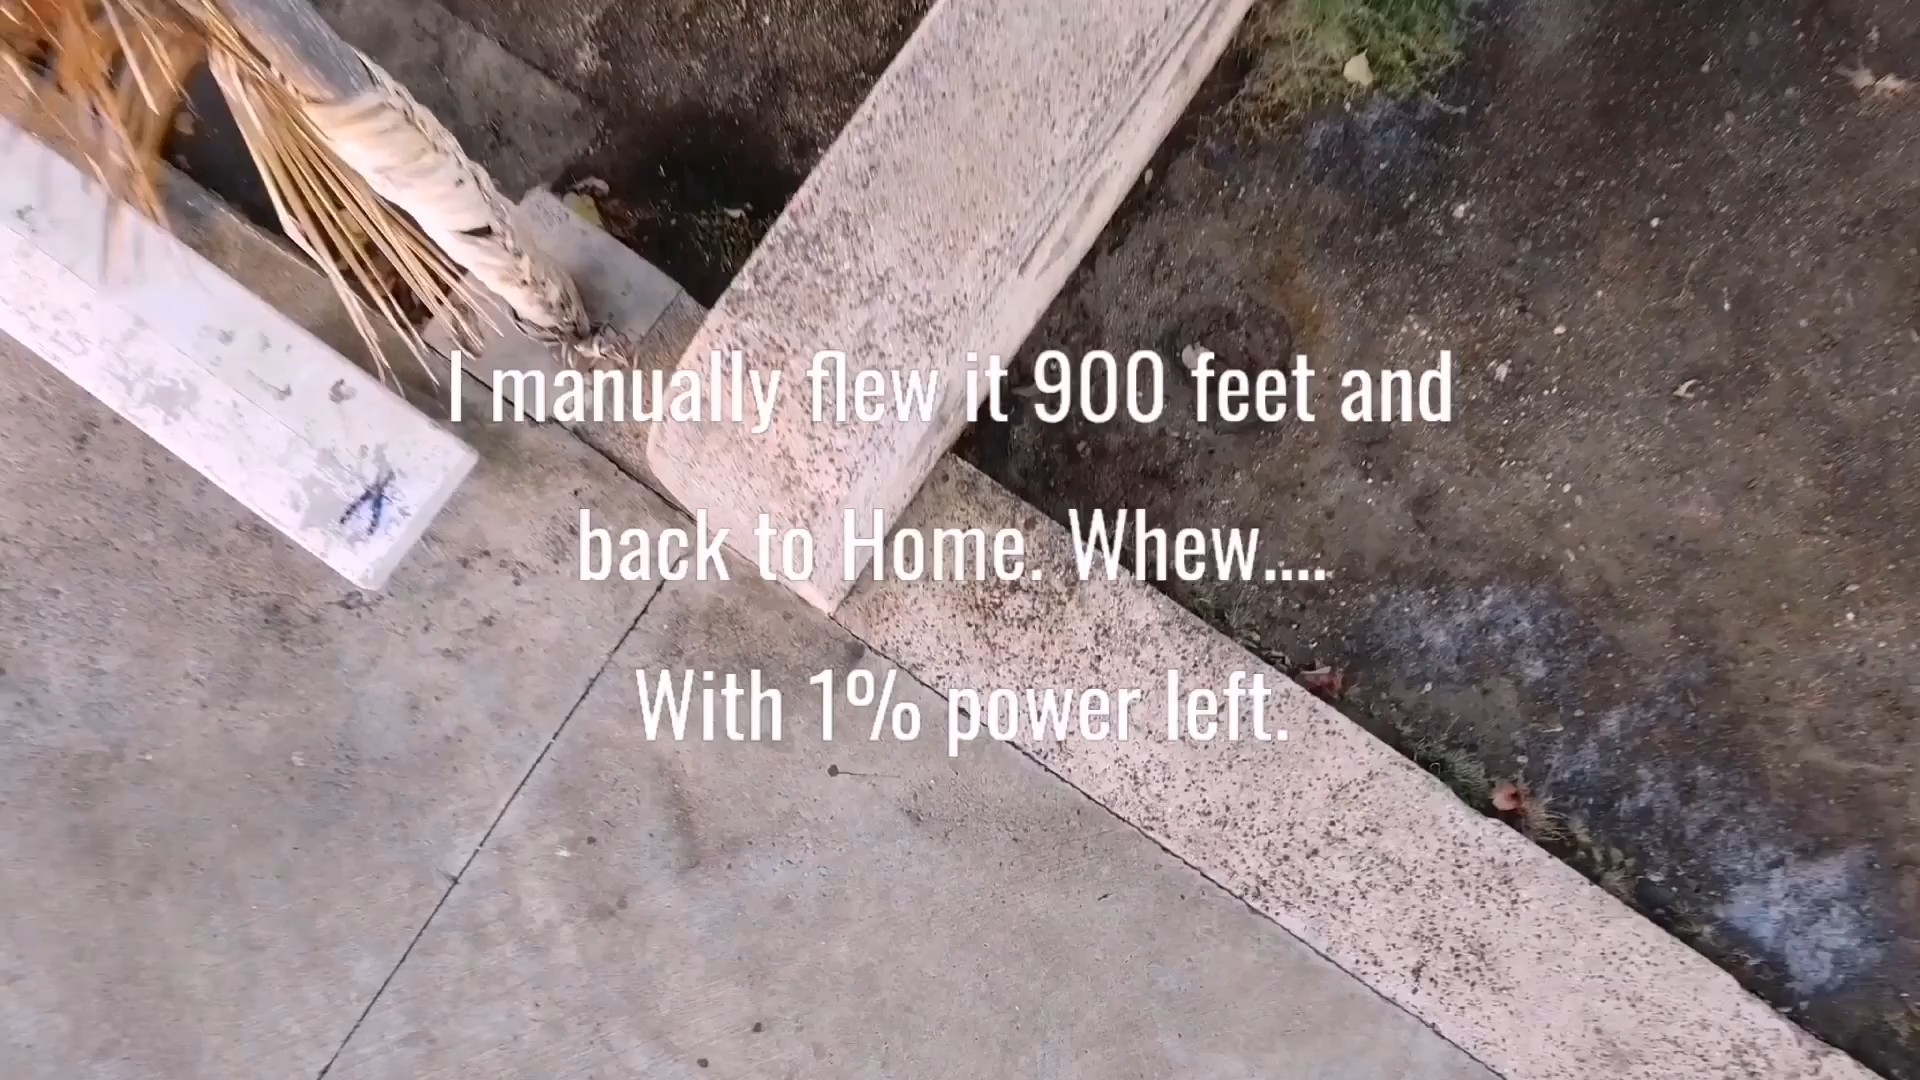 I manually flew it 900 feet and
back to Home. Whew....
With 1% power left.